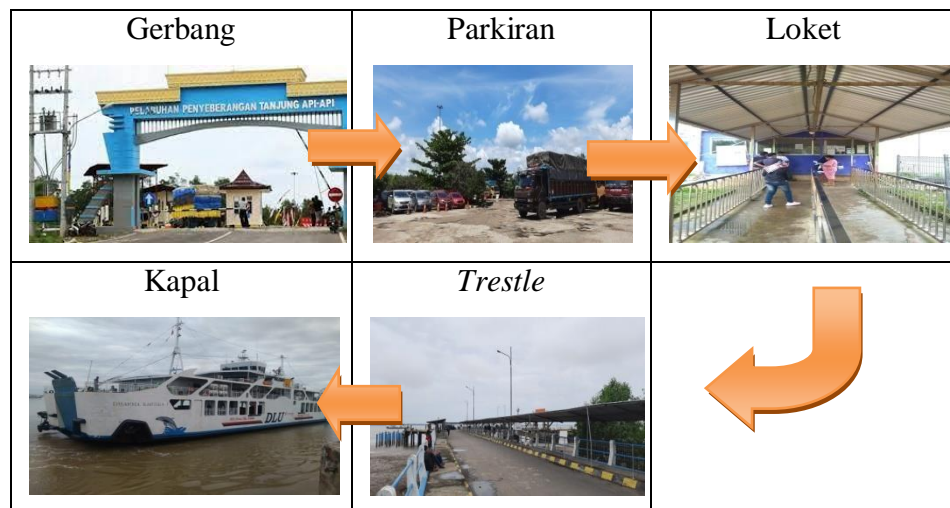 Gerbang
Parkiran
Loket
PELABUHAN PENYEBERANGAN TANJUNG API-API
Kapal
Trestle
DLU